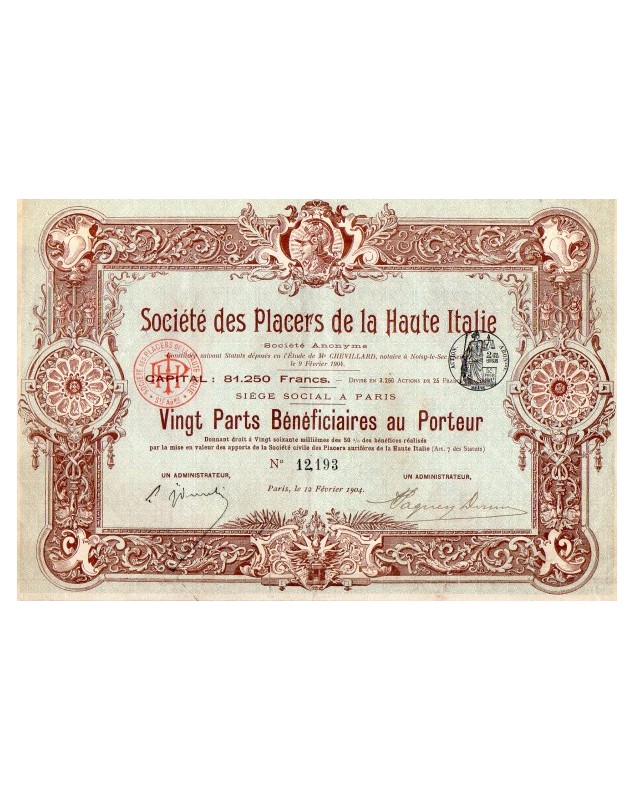 Société des Placers de la Haute Italie
Société Anonyme
Constituée suivant Statuts déposés en l'Étude de Me CHEVILLARD, notaire à Noisy-le-Sec
le 9 Février 1904.
CAPITAL: 81.250 Francs. — DIVISÉ EN 3.250 ACTIONS DE 25 FRANCS
SIÈGE SOCIAL A PARIS
Vingt Parts Bénéficiaires au Porteur
Donnant droit à Vingt soixante millièmes des 50 % des bénéfices réalisés
par la mise en valeur des apports de la Société civile des Placers aurifères de la Haute Italie (Art. 7 des Statuts)
No 12,193
UN ADMINISTRATEUR,
UN ADMINISTRATEUR,
Paris, le 12 Février 1904.